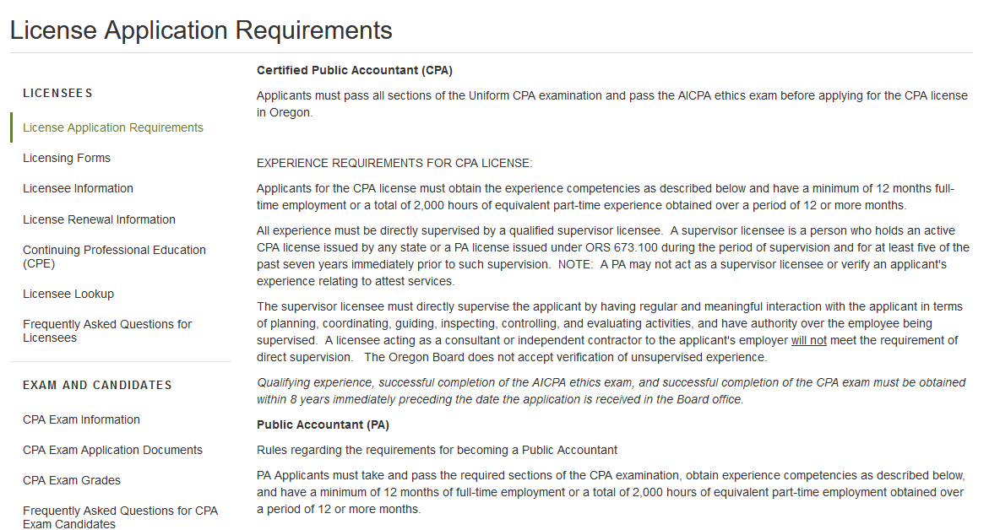 License Application Requirements
LICENSEES
License Application Requirements
Licensing Forms
Licensee Information
License Renewal Information
Continuing Professional Education
(CPE)
Licensee Lookup
Frequently Asked Questions for
Licensees
EXAM AND CANDIDATES
CPA Exam Information
CPA Exam Application Documents
CPA Exam Grades
Frequently Asked Questions for CPA
Exam Candidates
Certified Public Accountant (CPA)
Applicants must pass all sections of the Uniform CPA examination and pass the AICPA ethics exam before applying for the CPA license
in Oregon.
EXPERIENCE REQUIREMENTS FOR CPA LICENSE:
Applicants for the CPA license must obtain the experience competencies as described below and have a minimum of 12 months full-
time employment or a total of 2,000 hours of equivalent part-time experience obtained over a period of 12 or more months.
All experience must be directly supervised by a qualified supervisor licensee.  A supervisor licensee is a person who holds an active
CPA license issued by any state or a PA license issued under ORS 673.100 during the period of supervision and for at least five of the
past seven years immediately prior to such supervision.  NOTE:  A PA may not act as a supervisor licensee or verify an applicant's
experience relating to attest services.
The supervisor licensee must directly supervise the applicant by having regular and meaningful interaction with the applicant in terms
of planning, coordinating, guiding, inspecting, controlling, and evaluating activities, and have authority over the employee being
supervised.  A licensee acting as a consultant or independent contractor to the applicant's employer will not meet the requirement of
direct supervision.   The Oregon Board does not accept verification of unsupervised experience.
Qualifying experience, successful completion of the AICPA ethics exam, and successful completion of the CPA exam must be obtained
within 8 years immediately preceding the date the application is received in the Board office.
Public Accountant (PA)
Rules regarding the requirements for becoming a Public Accountant
PA Applicants must take and pass the required sections of the CPA examination, obtain experience competencies as described below,
and have a minimum of 12 months of full-time employment or a total of 2,000 hours of equivalent part-time employment obtained over
a period of 12 or more months.